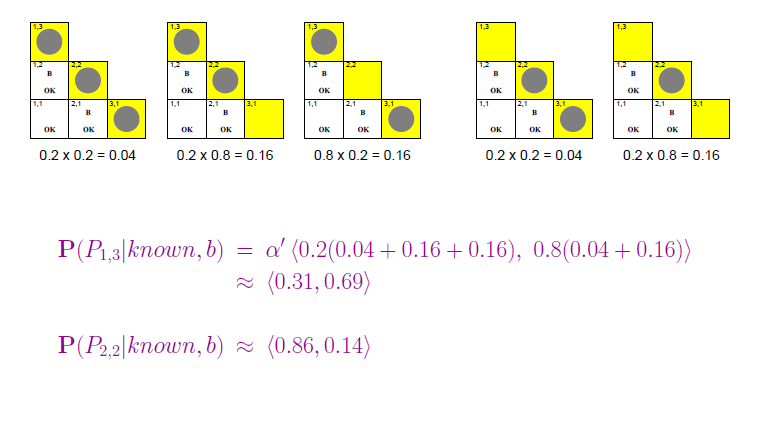 1,3 1,3 1,3 1,3 1,3
1,2 2,2 1,2 2,2 1,2 2,2 1,2 2,2 1,2 2,2
B B B B B
OK OK OK OK OK
1,1 2,1 3,1 1,1 2,1 3,1 1,1 2,1 3,1 1,1 2,1 3,1 1,1 2,1 3,1
B B B B B
OK OK OK OK OK OK OK OK OK OK
0.2 x 0.2 = 0.04 0.2 x 0.8 = 0.16 0.8 x 0.2 = 0.16 0.2 x 0.2 = 0.04 0.2 x 0.8 = 0.16
P(P1,3|known, b) = α′ ⟨0.2(0.04 + 0.16 + 0.16), 0.8(0.04 + 0.16)⟩
≈ ⟨0.31, 0.69⟩
P(P2,2|known, b) ≈ ⟨0.86, 0.14⟩